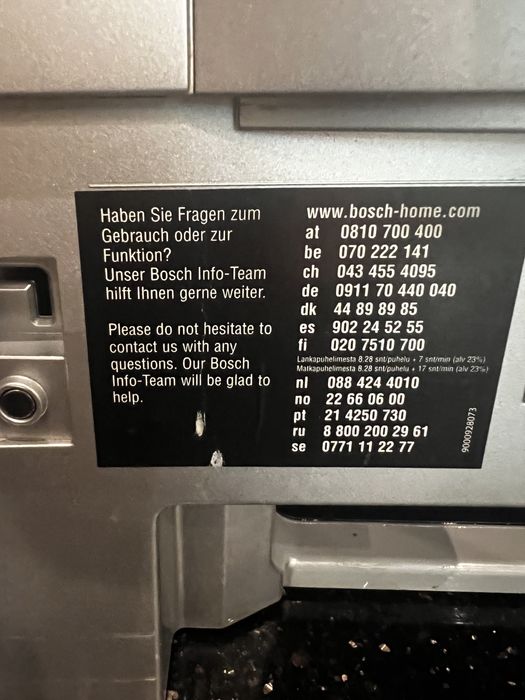 Haben Sie Fragen zum
Gebrauch oder zur
Funktion?
Unser Bosch Info-Team
hilft Ihnen gerne weiter.
Please do not hesitate to
contact us with any
questions. Our Bosch
Info-Team will be glad to
help.
www.bosch-home.com
at 0810 700 400
be 070 222 141
ch 043 455 4095
de 0911 70 440 040
dk 44 89 89 85
es 902 24 52 55
fi 020 7510 700
Lankapuhelimesta 8,28 snt/puhelu + 7 snt/min (alv 23%)
Matkapuhelimesta 8,28 snt/puhelu + 17 snt/min (alv 23%)
nl 088 424 4010
no 22 66 06 00
pt 21 4250 730
ru 8 800 200 29 61
se 0771 11 22 77
9000928073